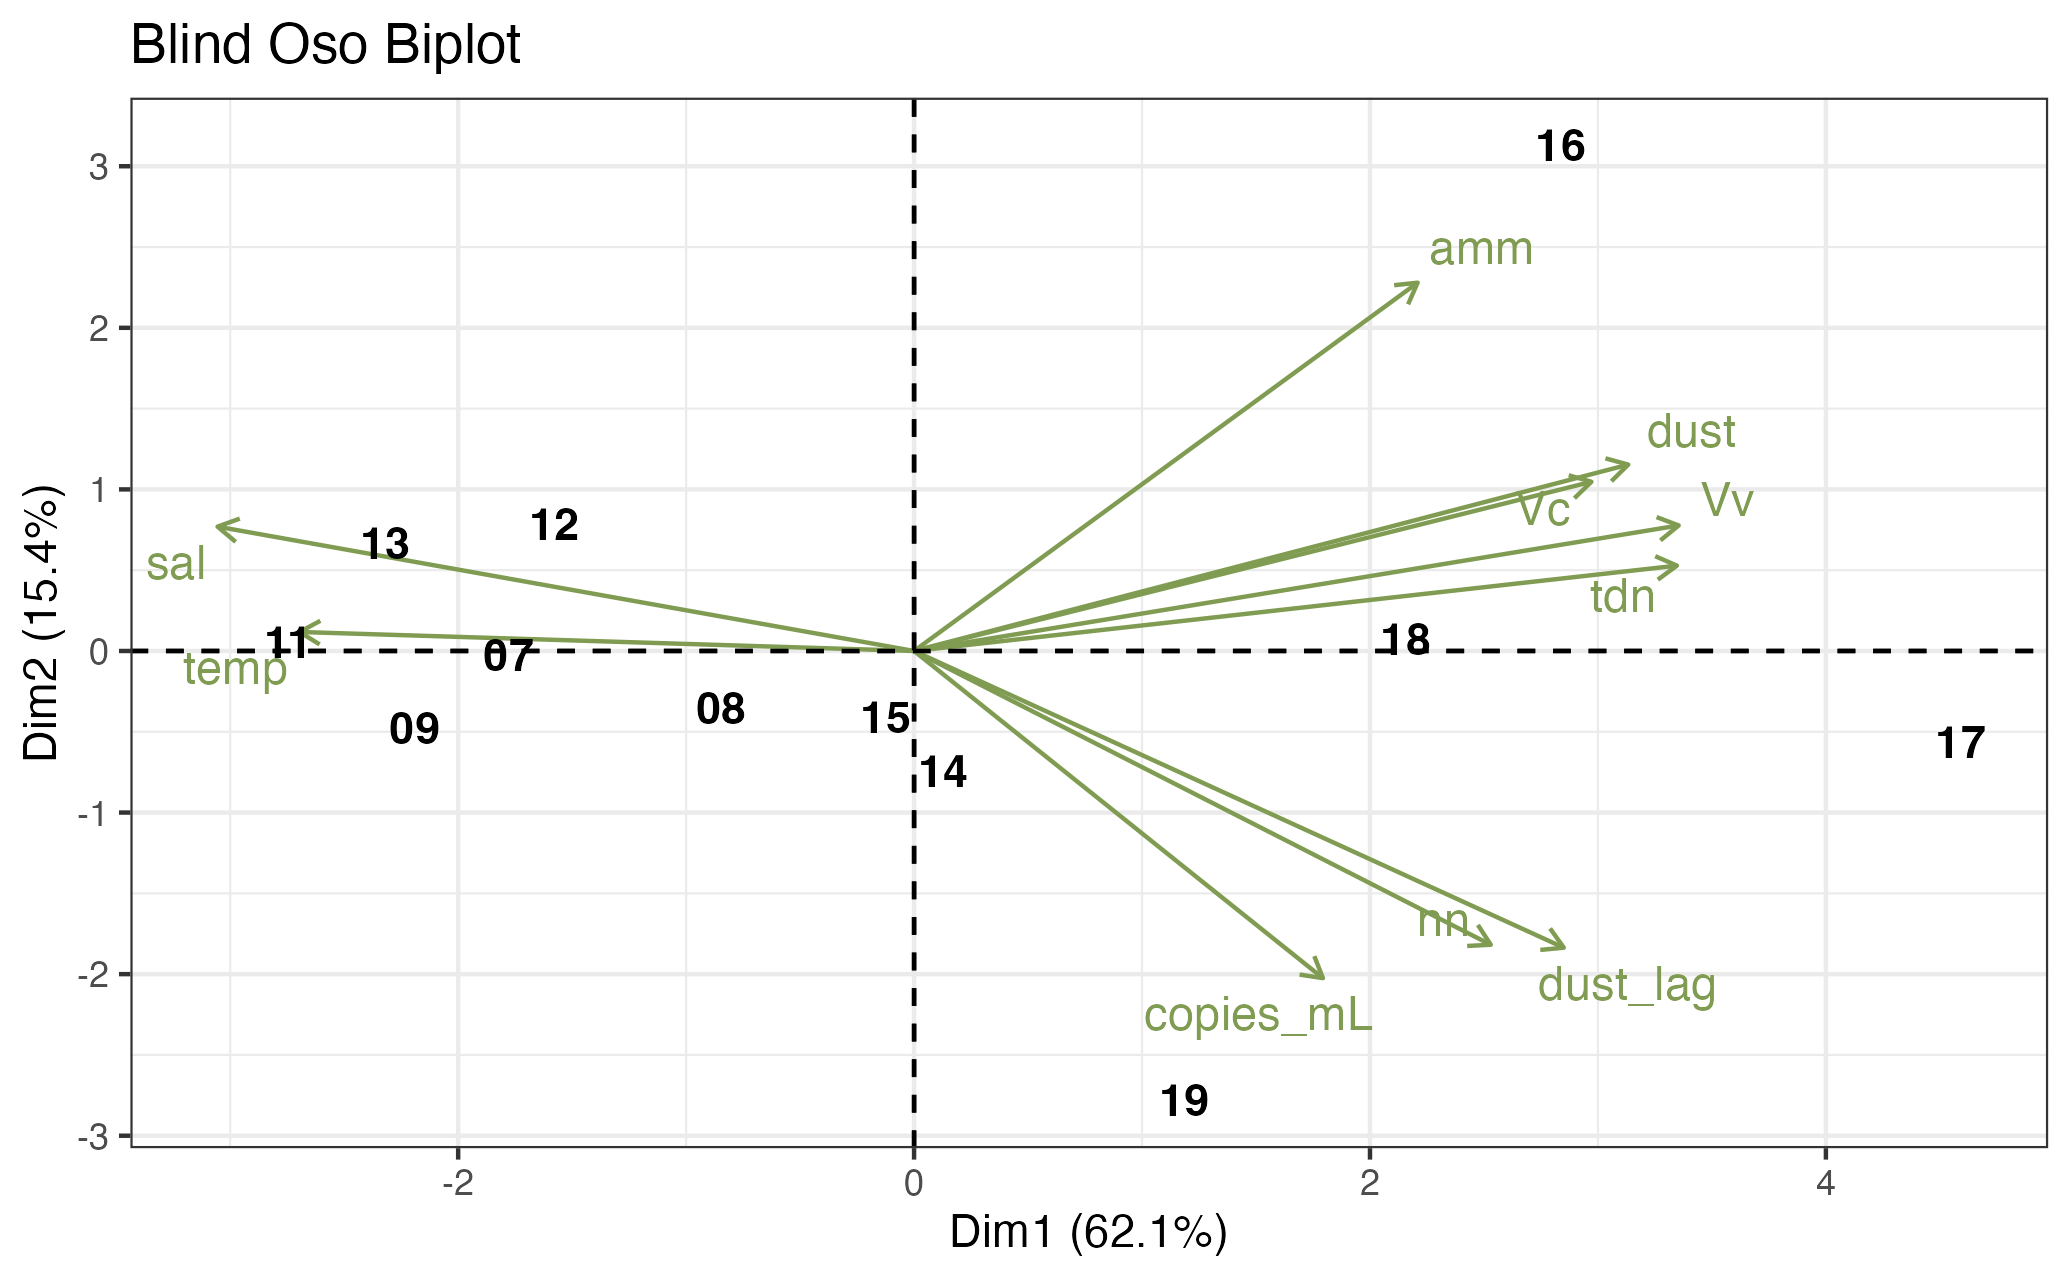 Blind Oso Biplot
16
3
amm
2
dust
Vv
1
Vc
12
13
sal
tdn
18
11
0
07
temp
08
15
09
17
14
-1
nn
-2
dust_lag
copies_mL
19
-3
-2
0
2
4
Dim1 (62.1%)
Dim2 (15.4%)